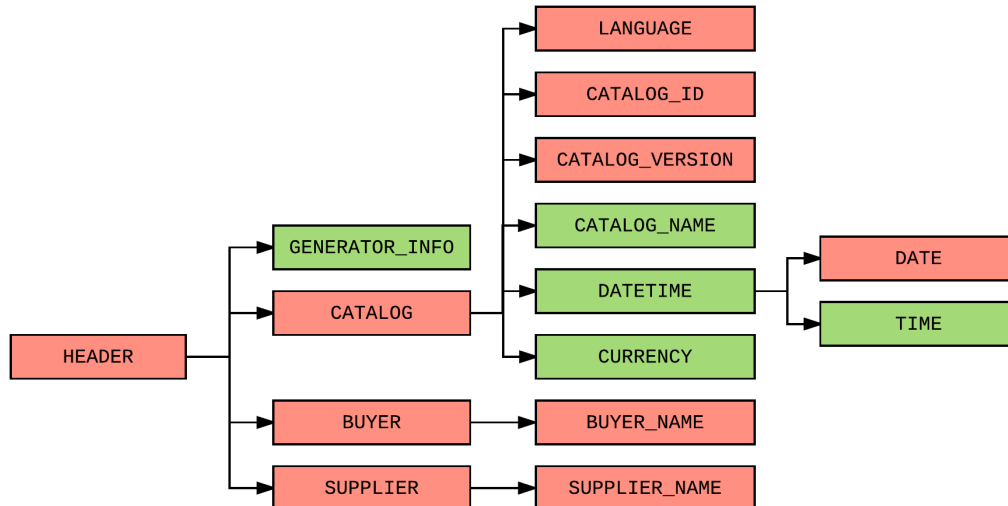 LANGUAGE
CATALOG_ID
CATALOG_VERSION
CATALOG_NAME
GENERATOR_INFO
DATE
DATETIME
CATALOG
TIME
HEADER
CURRENCY
BUYER
BUYER_NAME
SUPPLIER
SUPPLIER_NAME